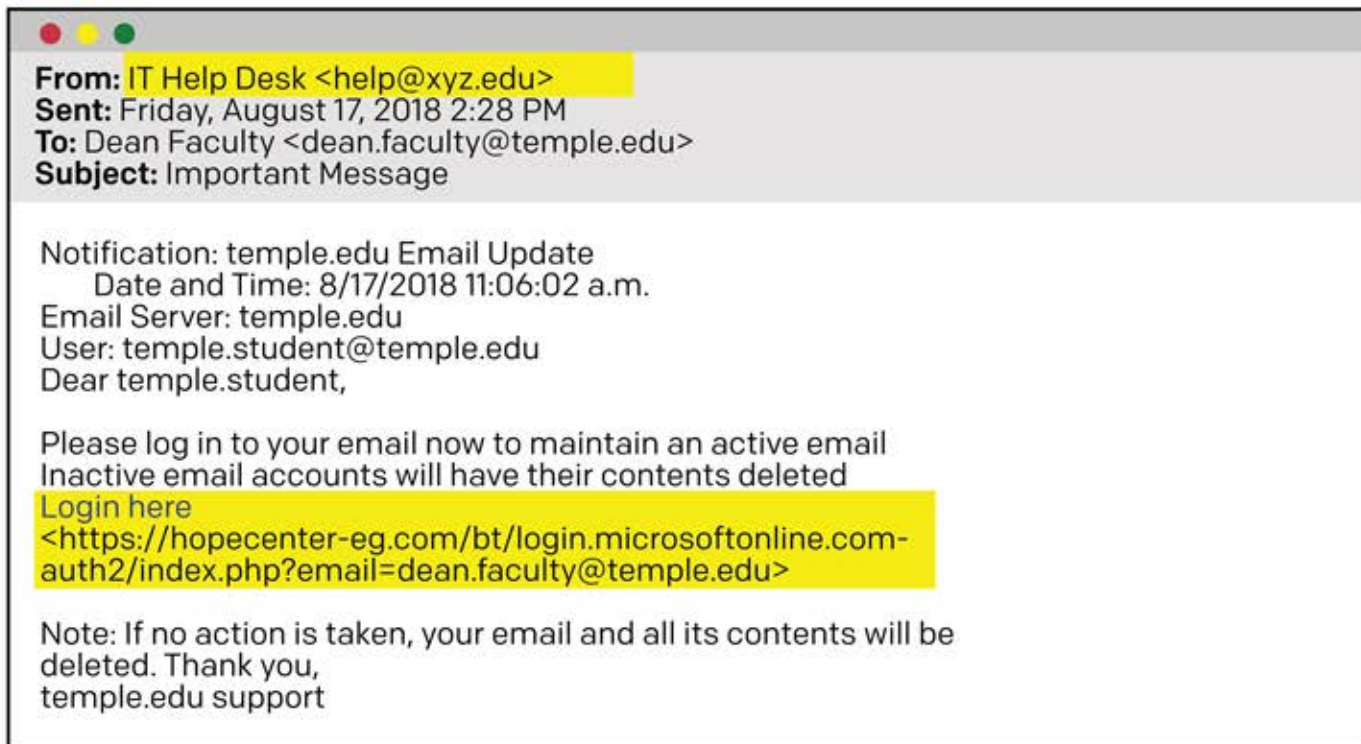 From: IT Help Desk <help@xyz.edu>
Sent: Friday, August 17, 2018 2:28 PM
To: Dean Faculty <dean.faculty@temple.edu>
Subject: Important Message
Notification: temple.edu Email Update
Date and Time: 8/17/2018 11:06:02 a.m.
Email Server: temple.edu
User: temple.student@temple.edu
Dear temple.student,
Please log in to your email now to maintain an active email
Inactive email accounts will have their contents deleted
Login here
<https://hopecenter-eg.com/bt/login.microsoftonline.com-
auth2/index.php?email=dean.faculty@temple.edu>
Note: If no action is taken, your email and all its contents will be
deleted. Thank you,
temple.edu support